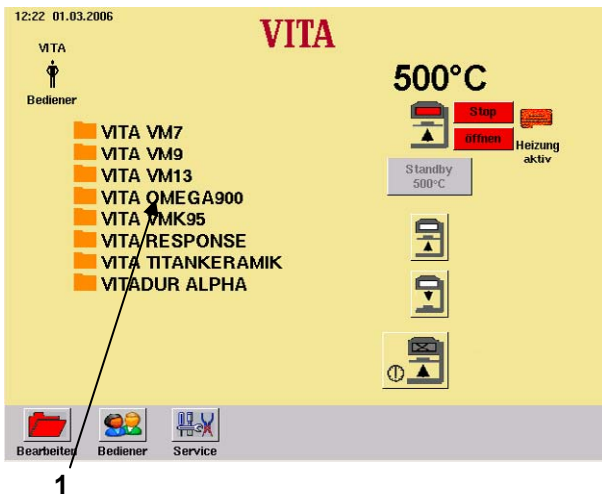 12:22 01.03.2006
VITA
VITA
Bediener
500°C
Stop
öffnen
Heizung
aktiv
Standby
500°C
VITA VM7
VITA VM9
VITA VM13
VITA OMEGA900
VITA VMK95
VITA RESPONSE
VITA TITANKERAMIK
VITADUR ALPHA
Bearbeiten
Bediener
Service
1